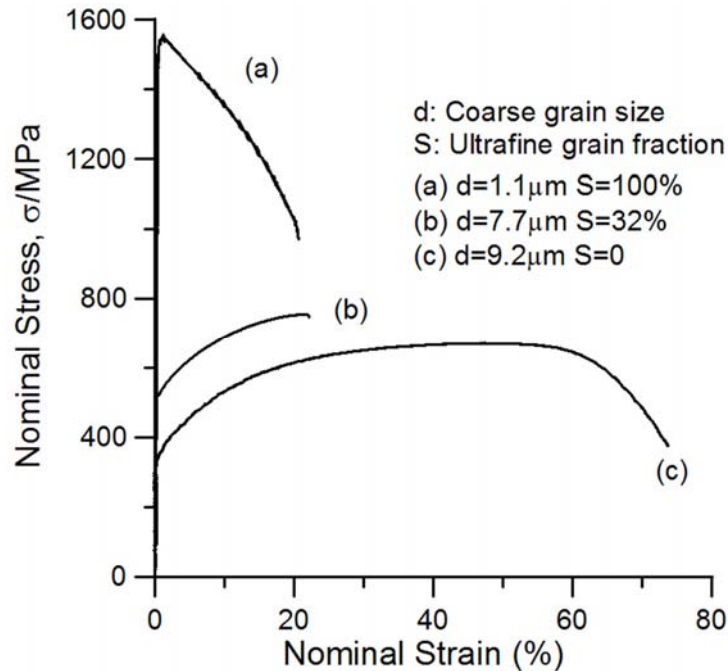 1600
1200
800
400
0
Nominal Stress, σ/MPa
(a)
d: Coarse grain size
S: Ultrafine grain fraction
(a) d=1.1μm S=100%
(b) d=7.7μm S=32%
(c) d=9.2μm S=0
(b)
(c)
0 20 40 60 80
Nominal Strain (%)